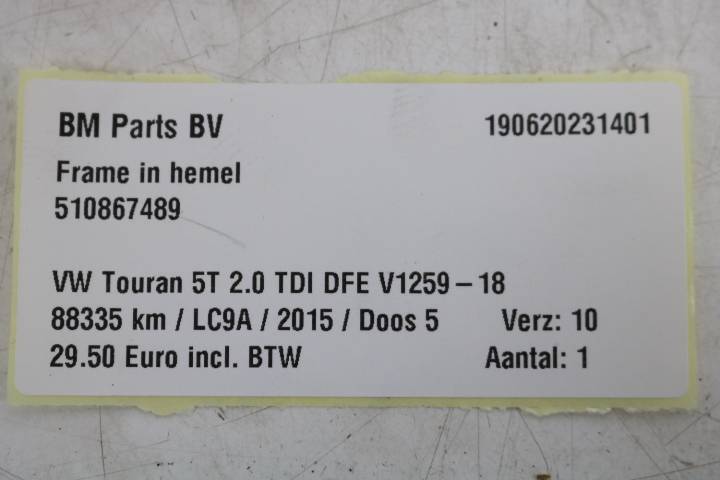 BM Parts BV 190620231401
Frame in hemel
510867489
VW Touran 5T 2.0 TDI DFE V1259 – 18
88335 km / LC9A / 2015 / Doos 5 Verz: 10
29.50 Euro incl. BTW Aantal: 1